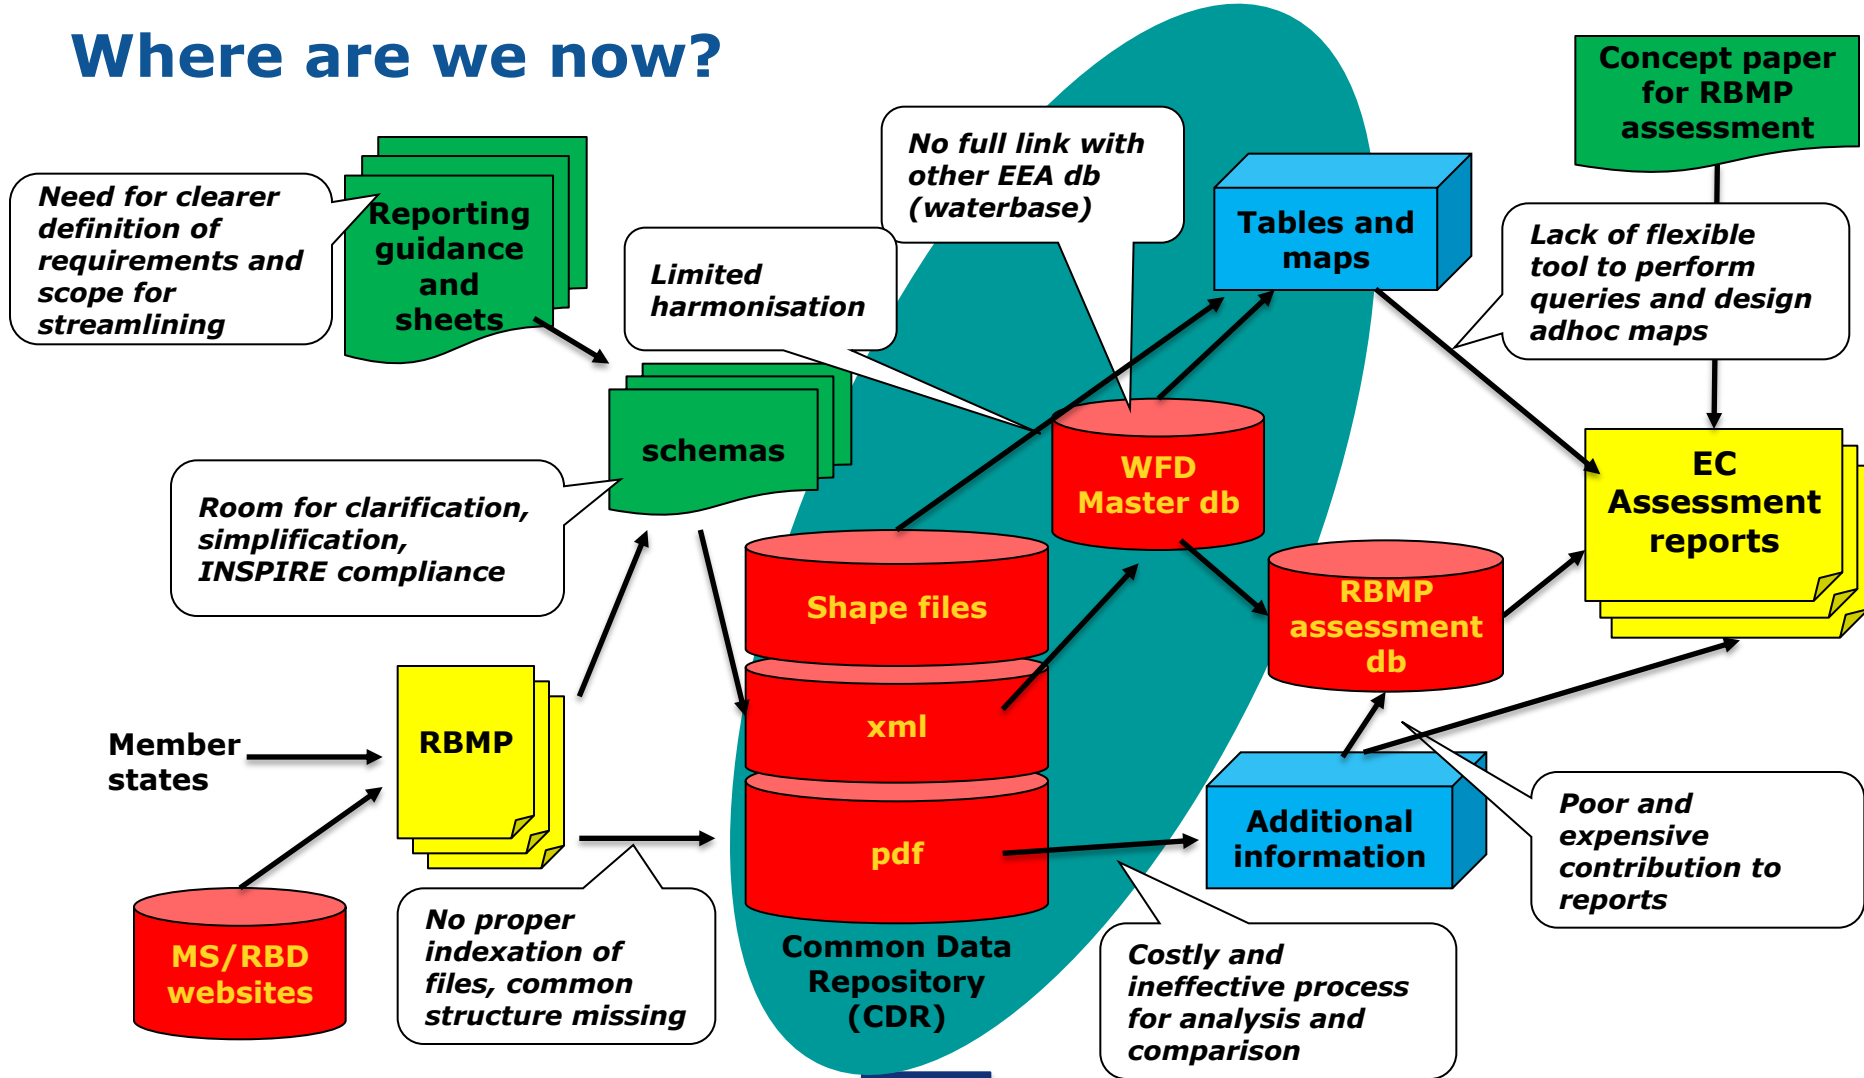 Where are we now?
Concept paper
for RBMP
assessment
No full link with
other EEA db
(waterbase)
Need for clearer
definition of
requirements and
scope for
streamlining
Reporting
guidance
and
sheets
Tables and
maps
Lack of flexible
tool to perform
queries and design
adhoc maps
Limited
harmonisation
schemas
WFD
Master db
EC
Assessment
reports
Room for clarification,
simplification,
INSPIRE compliance
Shape files
RBMP
assessment
db
Member
states
RBMP
xml
Additional
information
Poor and
expensive
contribution to
reports
pdf
MS/RBD
websites
No proper
indexation of
files, common
structure missing
Common Data
Repository
(CDR)
Costly and
ineffective process
for analysis and
comparison